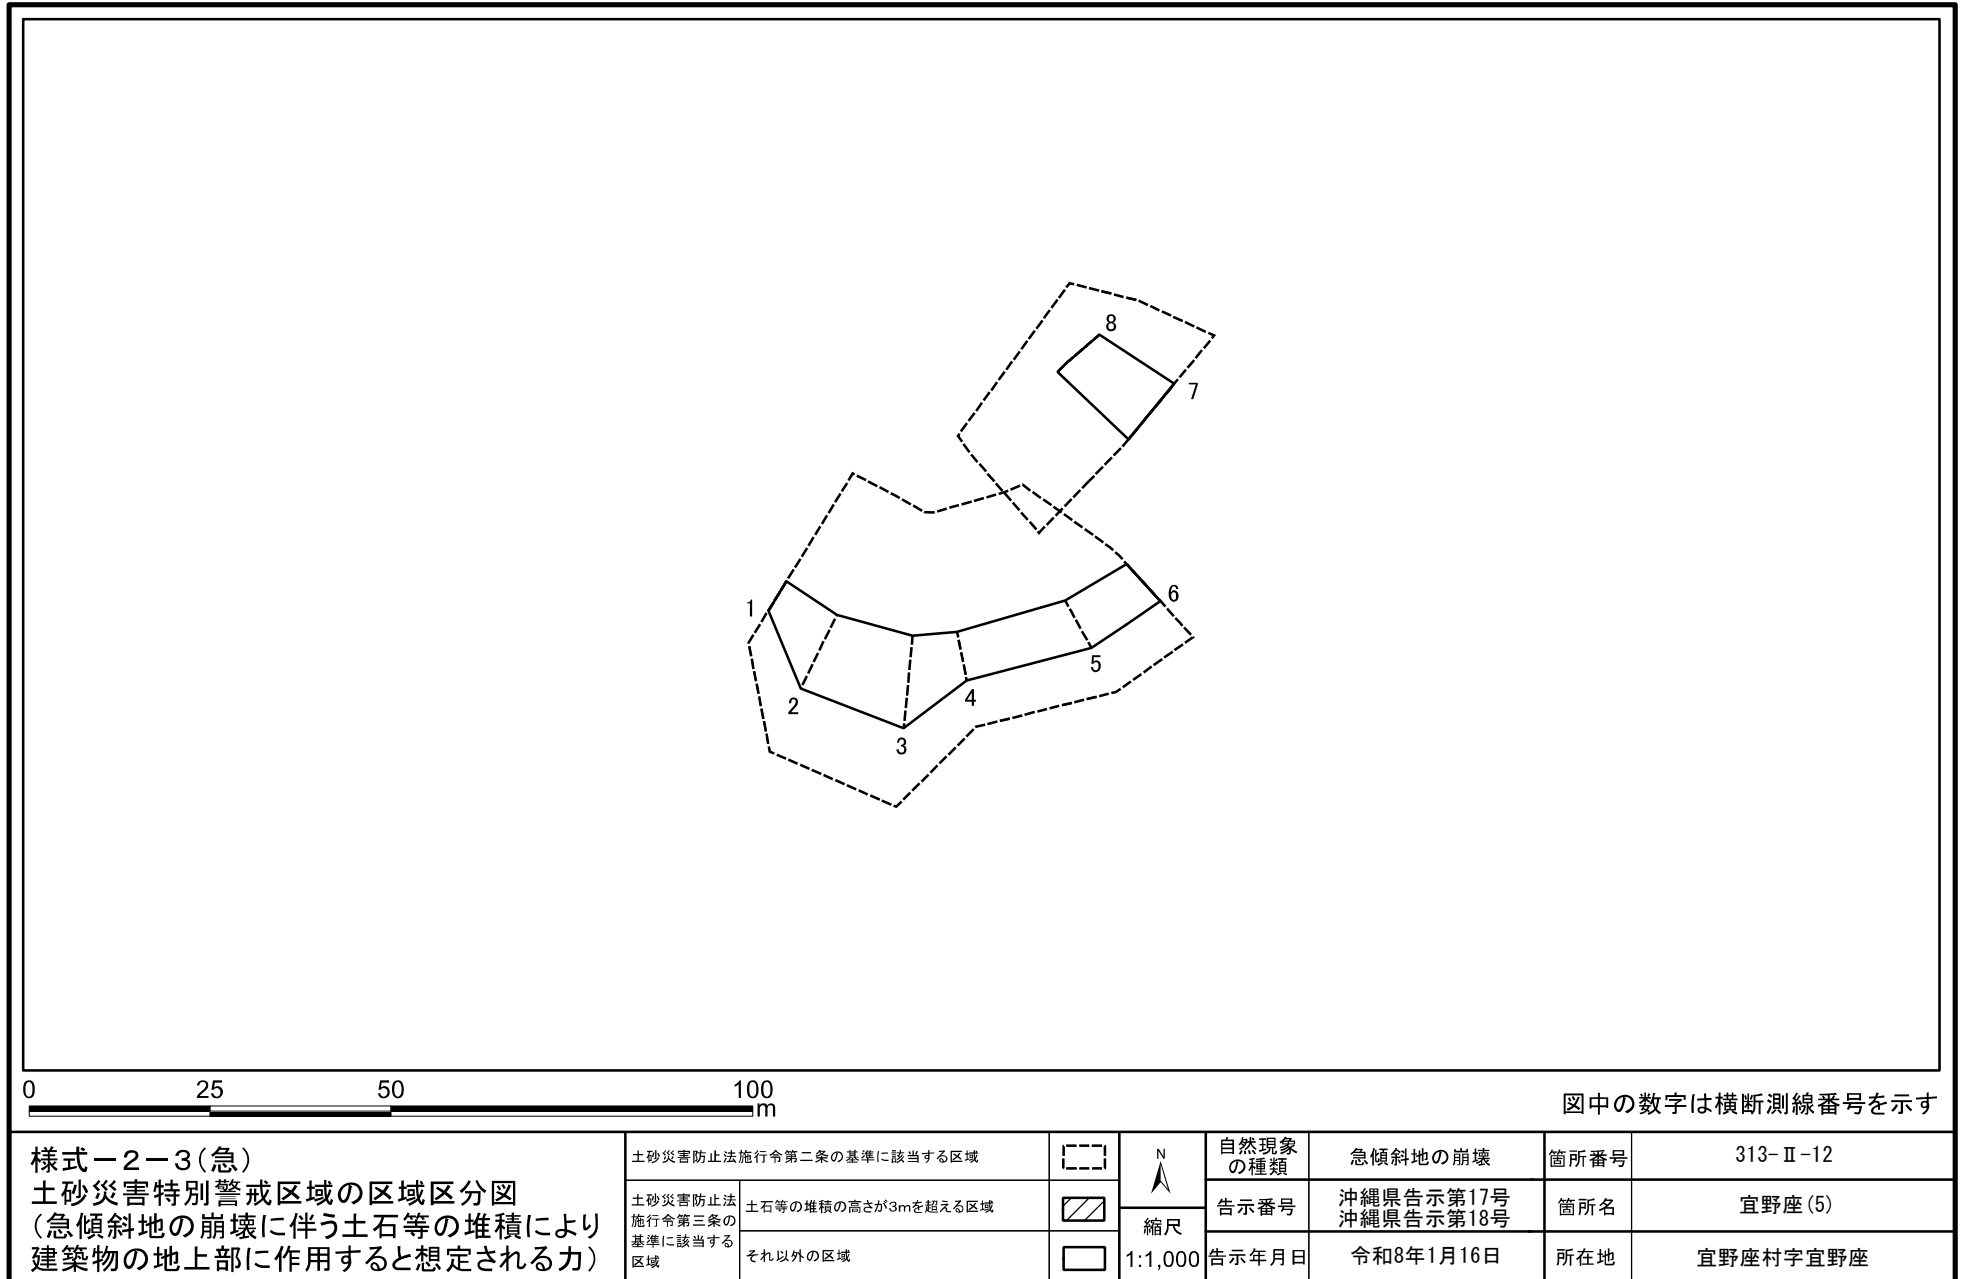 8
7
1
6
5
2
4
3
0 25 50 100
m
図中の数字は横断測線番号を示す
様式－２－３（急）
土砂災害特別警戒区域の区域区分図
（急傾斜地の崩壊に伴う土石等の堆積により
建築物の地上部に作用すると想定される力）
土砂災害防止法施行令第二条の基準に該当する区域
土砂災害防止法
施行令第三条の
基準に該当する
区域
土石等の堆積の高さが3mを超える区域
それ以外の区域
N
縮尺
1:1,000
自然現象
の種類
急傾斜地の崩壊
箇所番号
313-Ⅱ-12
告示番号
沖縄県告示第17号
沖縄県告示第18号
箇所名
宜野座(5)
告示年月日
令和8年1月16日
所在地
宜野座村字宜野座